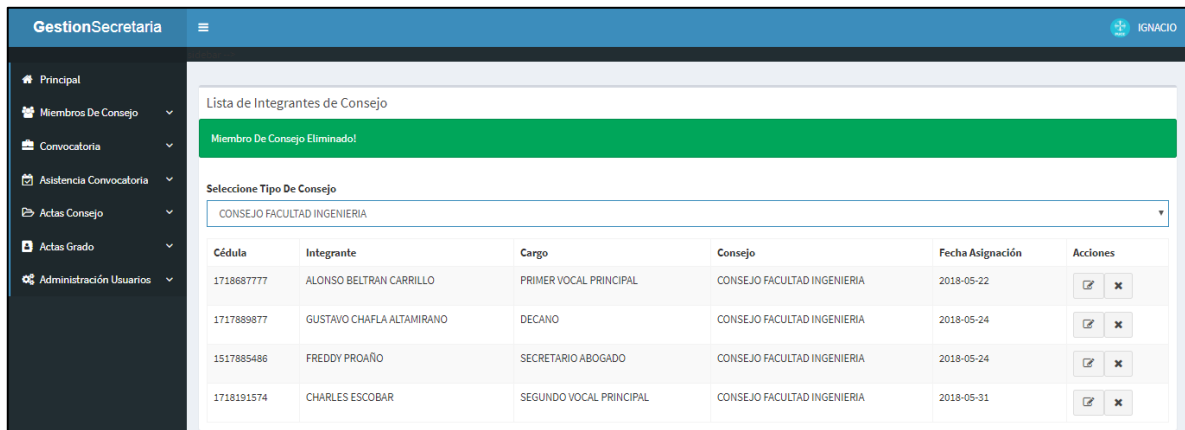 GestionSecretaria
IGNACIO
Principal
Miembros De Consejo
Convocatoria
Asistencia Convocatoria
Actas Consejo
Actas Grado
Administración Usuarios
Lista de Integrantes de Consejo
Miembro De Consejo Eliminado!
Seleccione Tipo De Consejo
CONSEJO FACULTAD INGENIERIA
Cédula Integrante Cargo Consejo Fecha Asignación Acciones
1718687777 ALONSO BELTRAN CARRILLO PRIMER VOCAL PRINCIPAL CONSEJO FACULTAD INGENIERIA 2018-05-22
1717889877 GUSTAVO CHAFLA ALTAMIRANO DECANO CONSEJO FACULTAD INGENIERIA 2018-05-24
1517885486 FREDDY PROAÑO SECRETARIO ABOGADO CONSEJO FACULTAD INGENIERIA 2018-05-24
1718191574 CHARLES ESCOBAR SEGUNDO VOCAL PRINCIPAL CONSEJO FACULTAD INGENIERIA 2018-05-31